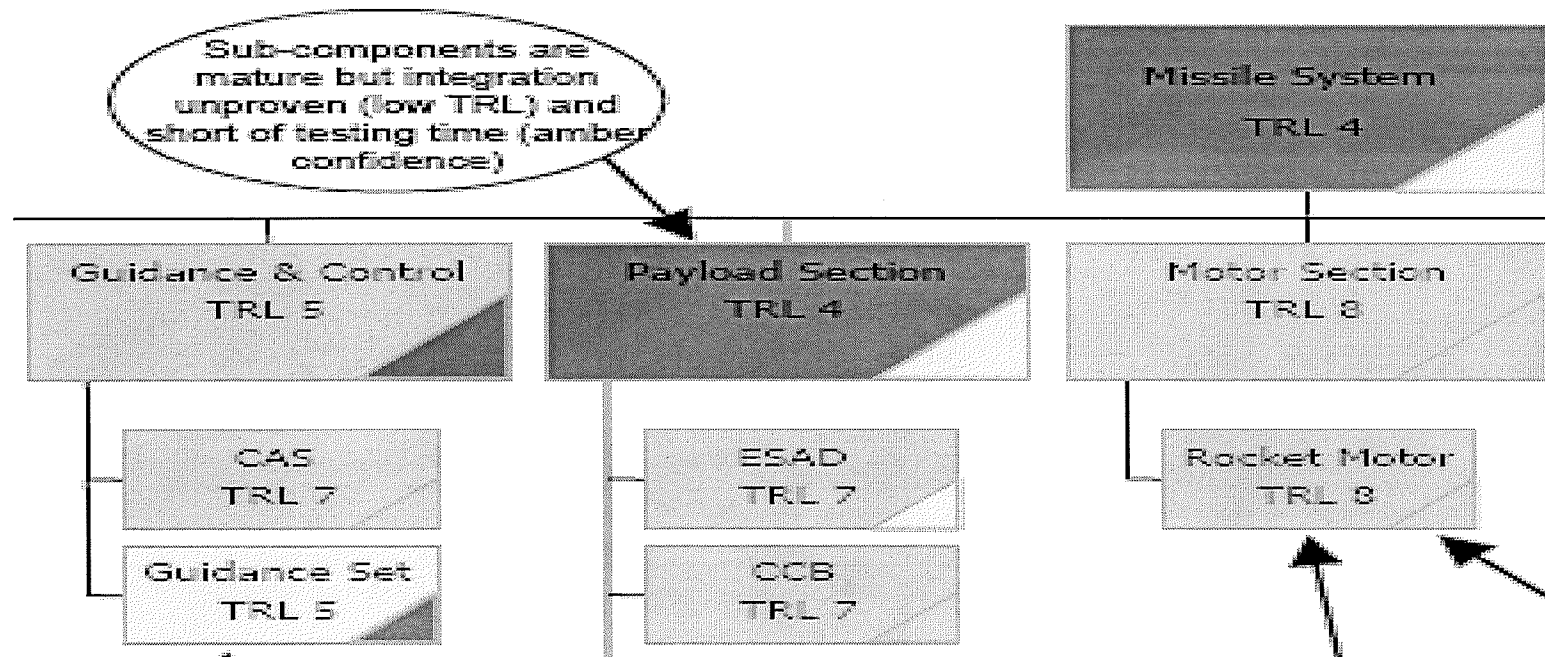 Sub-components are
mature but integration
unproven (low TRL) and
short of testing time (amber
confidence)
Missile System
TRL 4
Guidance & Control
TRL 5
Payload Section
TRL 4
Motor Section
TRL 8
CAS
TRL 7
ESAD
TRL 7
Rocket Motor
TRL 8
Guidance Set
TRL 5
CCB
TRL 7